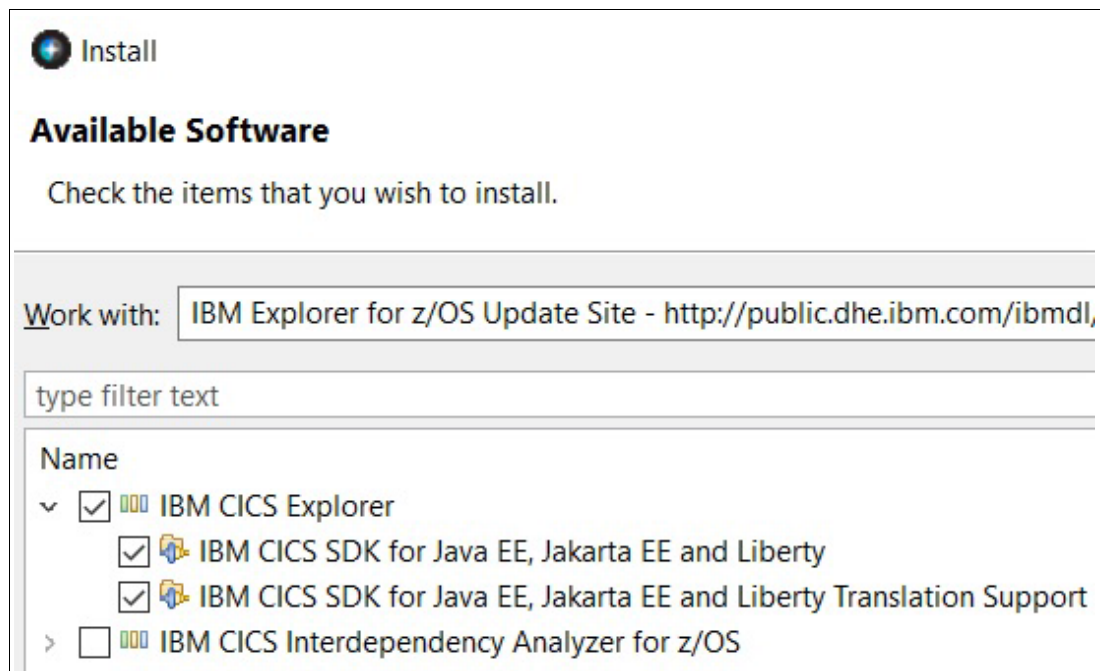 Install
Available Software
Check the items that you wish to install.
Work with: IBM Explorer for z/OS Update Site - http://public.dhe.ibm.com/ibmdl/
type filter text
Name
IBM CICS Explorer
IBM CICS SDK for Java EE, Jakarta EE and Liberty
IBM CICS SDK for Java EE, Jakarta EE and Liberty Translation Support
IBM CICS Interdependency Analyzer for z/OS